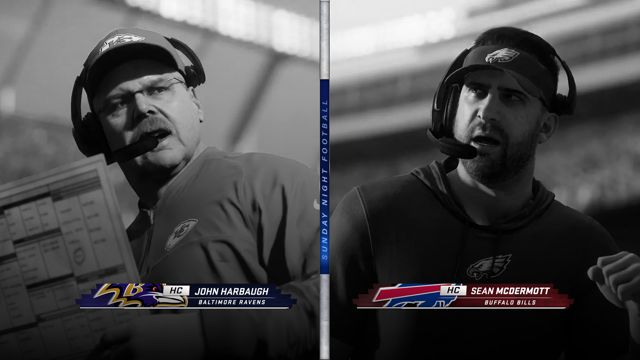 SUNDAY NIGHT FOOTBALL
HC JOHN HARBAUGH
BALTIMORE RAVENS
HC SEAN MCDERMOTT
BUFFALO BILLS